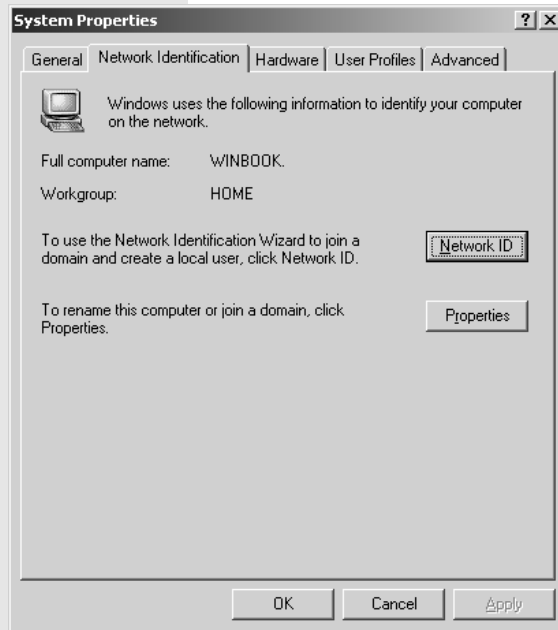 System Properties
General Network Identification Hardware User Profiles Advanced
Windows uses the following information to identify your computer
on the network.
Full computer name: WINBOOK.
Workgroup: HOME
To use the Network Identification Wizard to join a
domain and create a local user, click Network ID.
Network ID
To rename this computer or join a domain, click
Properties.
Properties
OK Cancel Apply